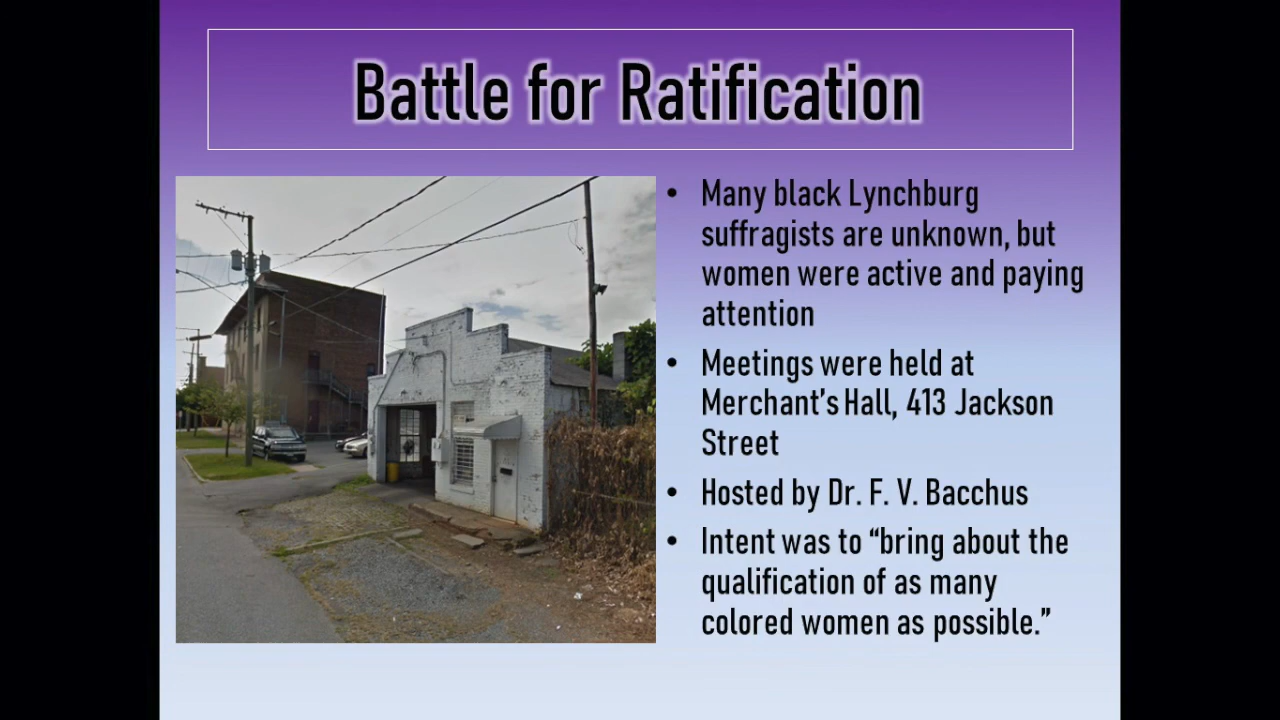 Battle for Ratification
• Many black Lynchburg
suffragists are unknown, but
women were active and paying
attention
• Meetings were held at
Merchant's Hall, 413 Jackson
Street
• Hosted by Dr. F. V. Bacchus
• Intent was to “bring about the
qualification of as many
colored women as possible.”